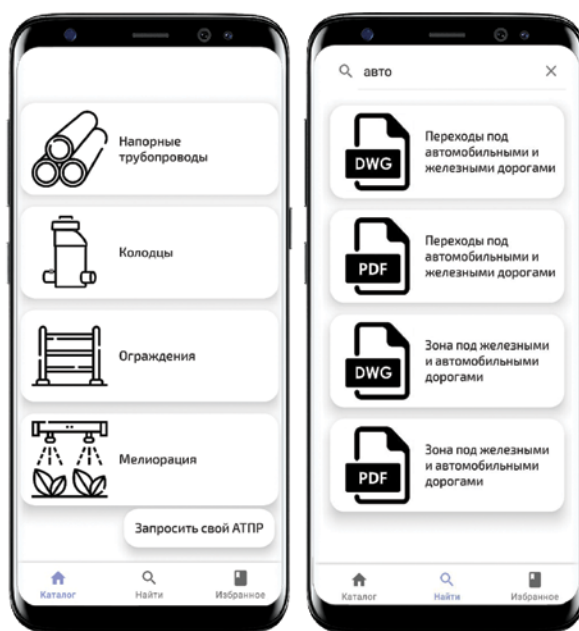 Напорные
трубопроводы
Колодцы
Ограждения
Мелиорация
Запросить свой АТПР
Каталог
Найти
Избранное
авто
DWG
Переходы под
автомобильными и
железными дорогами
PDF
Переходы под
автомобильными и
железными дорогами
DWG
Зона под железными
и автомобильными
дорогами
PDF
Зона под железными
и автомобильными
дорогами
Каталог
Найти
Избранное